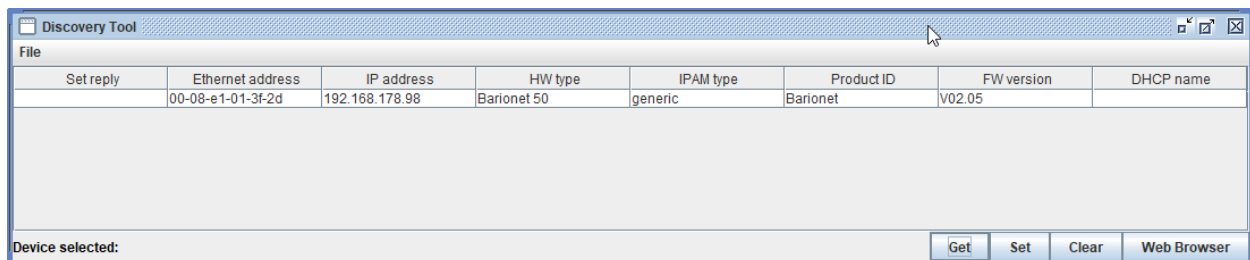 Discovery Tool
File
Set reply Ethernet address IP address HW type IPAM type Product ID FW version DHCP name
00-08-e1-01-3f-2d 192.168.178.98 Barionet 50 generic Barionet V02.05
Device selected: Get Set Clear Web Browser